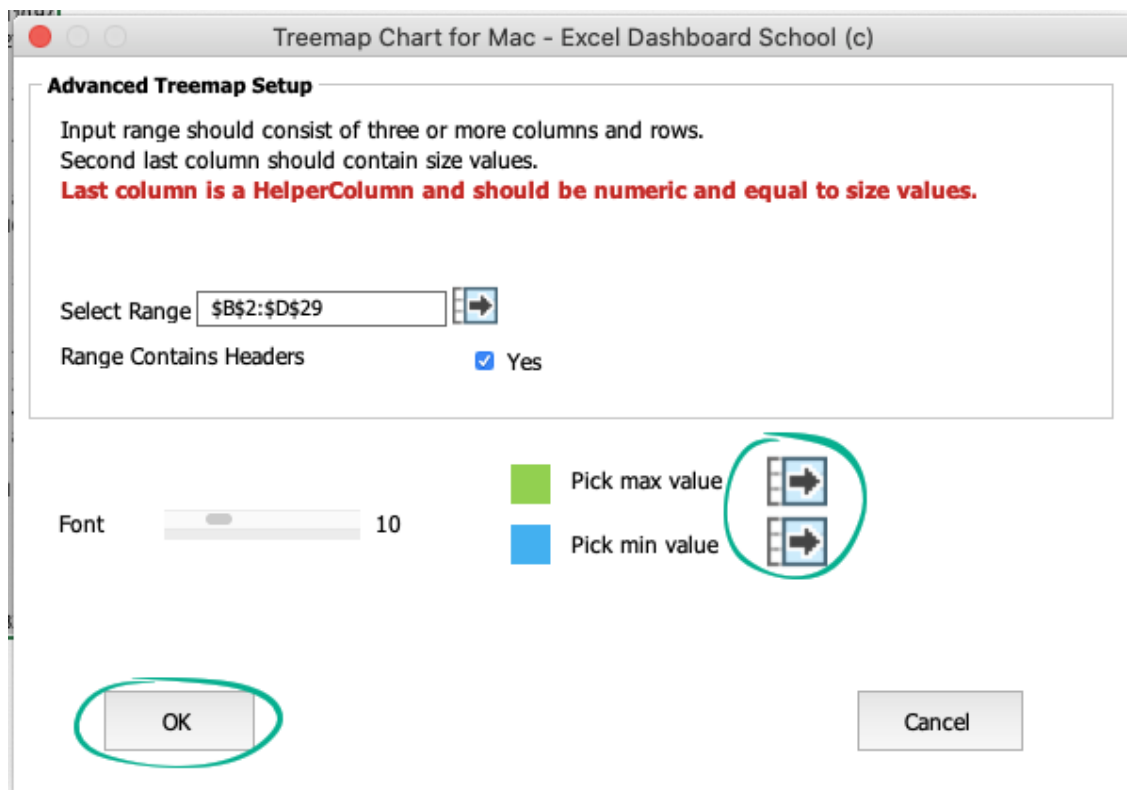 Treemap Chart for Mac - Excel Dashboard School (c)
Advanced Treemap Setup
Input range should consist of three or more columns and rows.
Second last column should contain size values.
Last column is a HelperColumn and should be numeric and equal to size values.
Select Range $B$2:$D$29
Range Contains Headers Yes
Pick max value
Font 10
Pick min value
OK Cancel